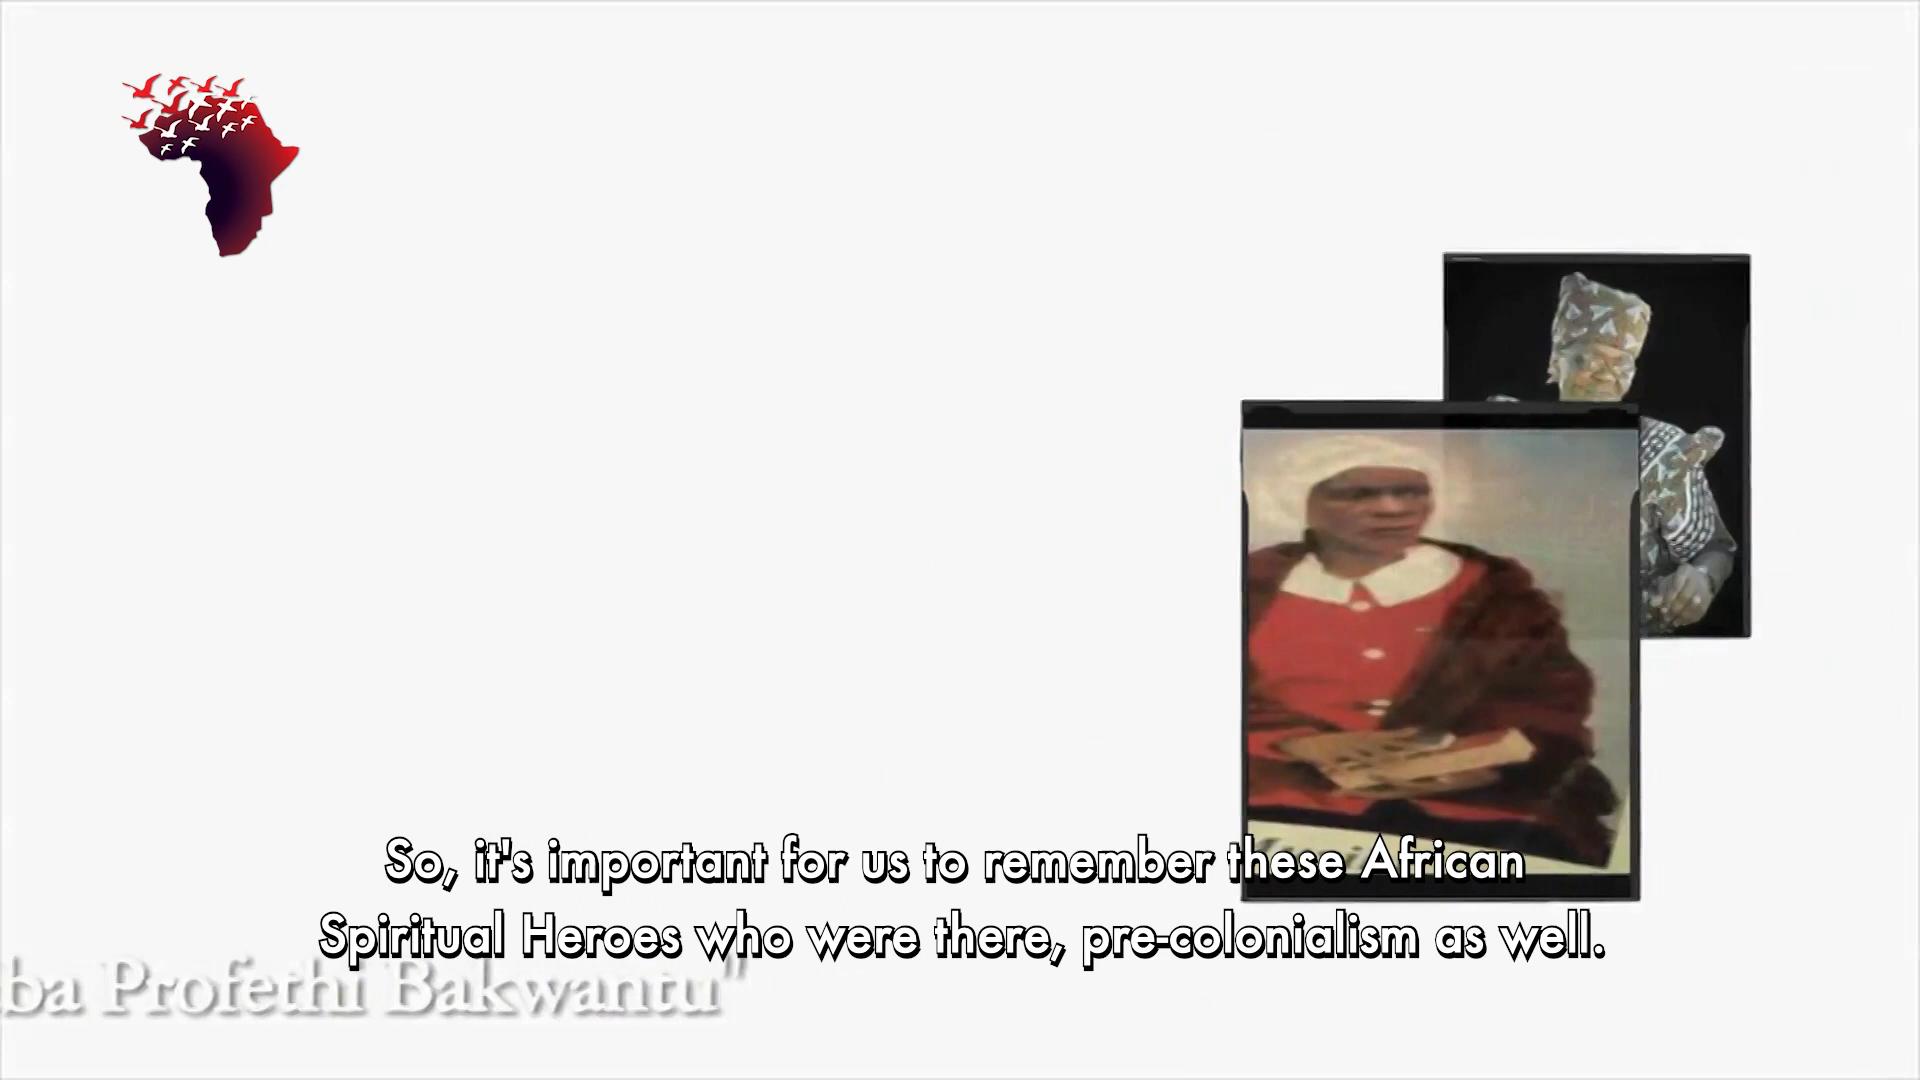 So, it's important for us to remember these African
Spiritual Heroes who were there, pre-colonialism as well.
ba Profethi Bakwantu"